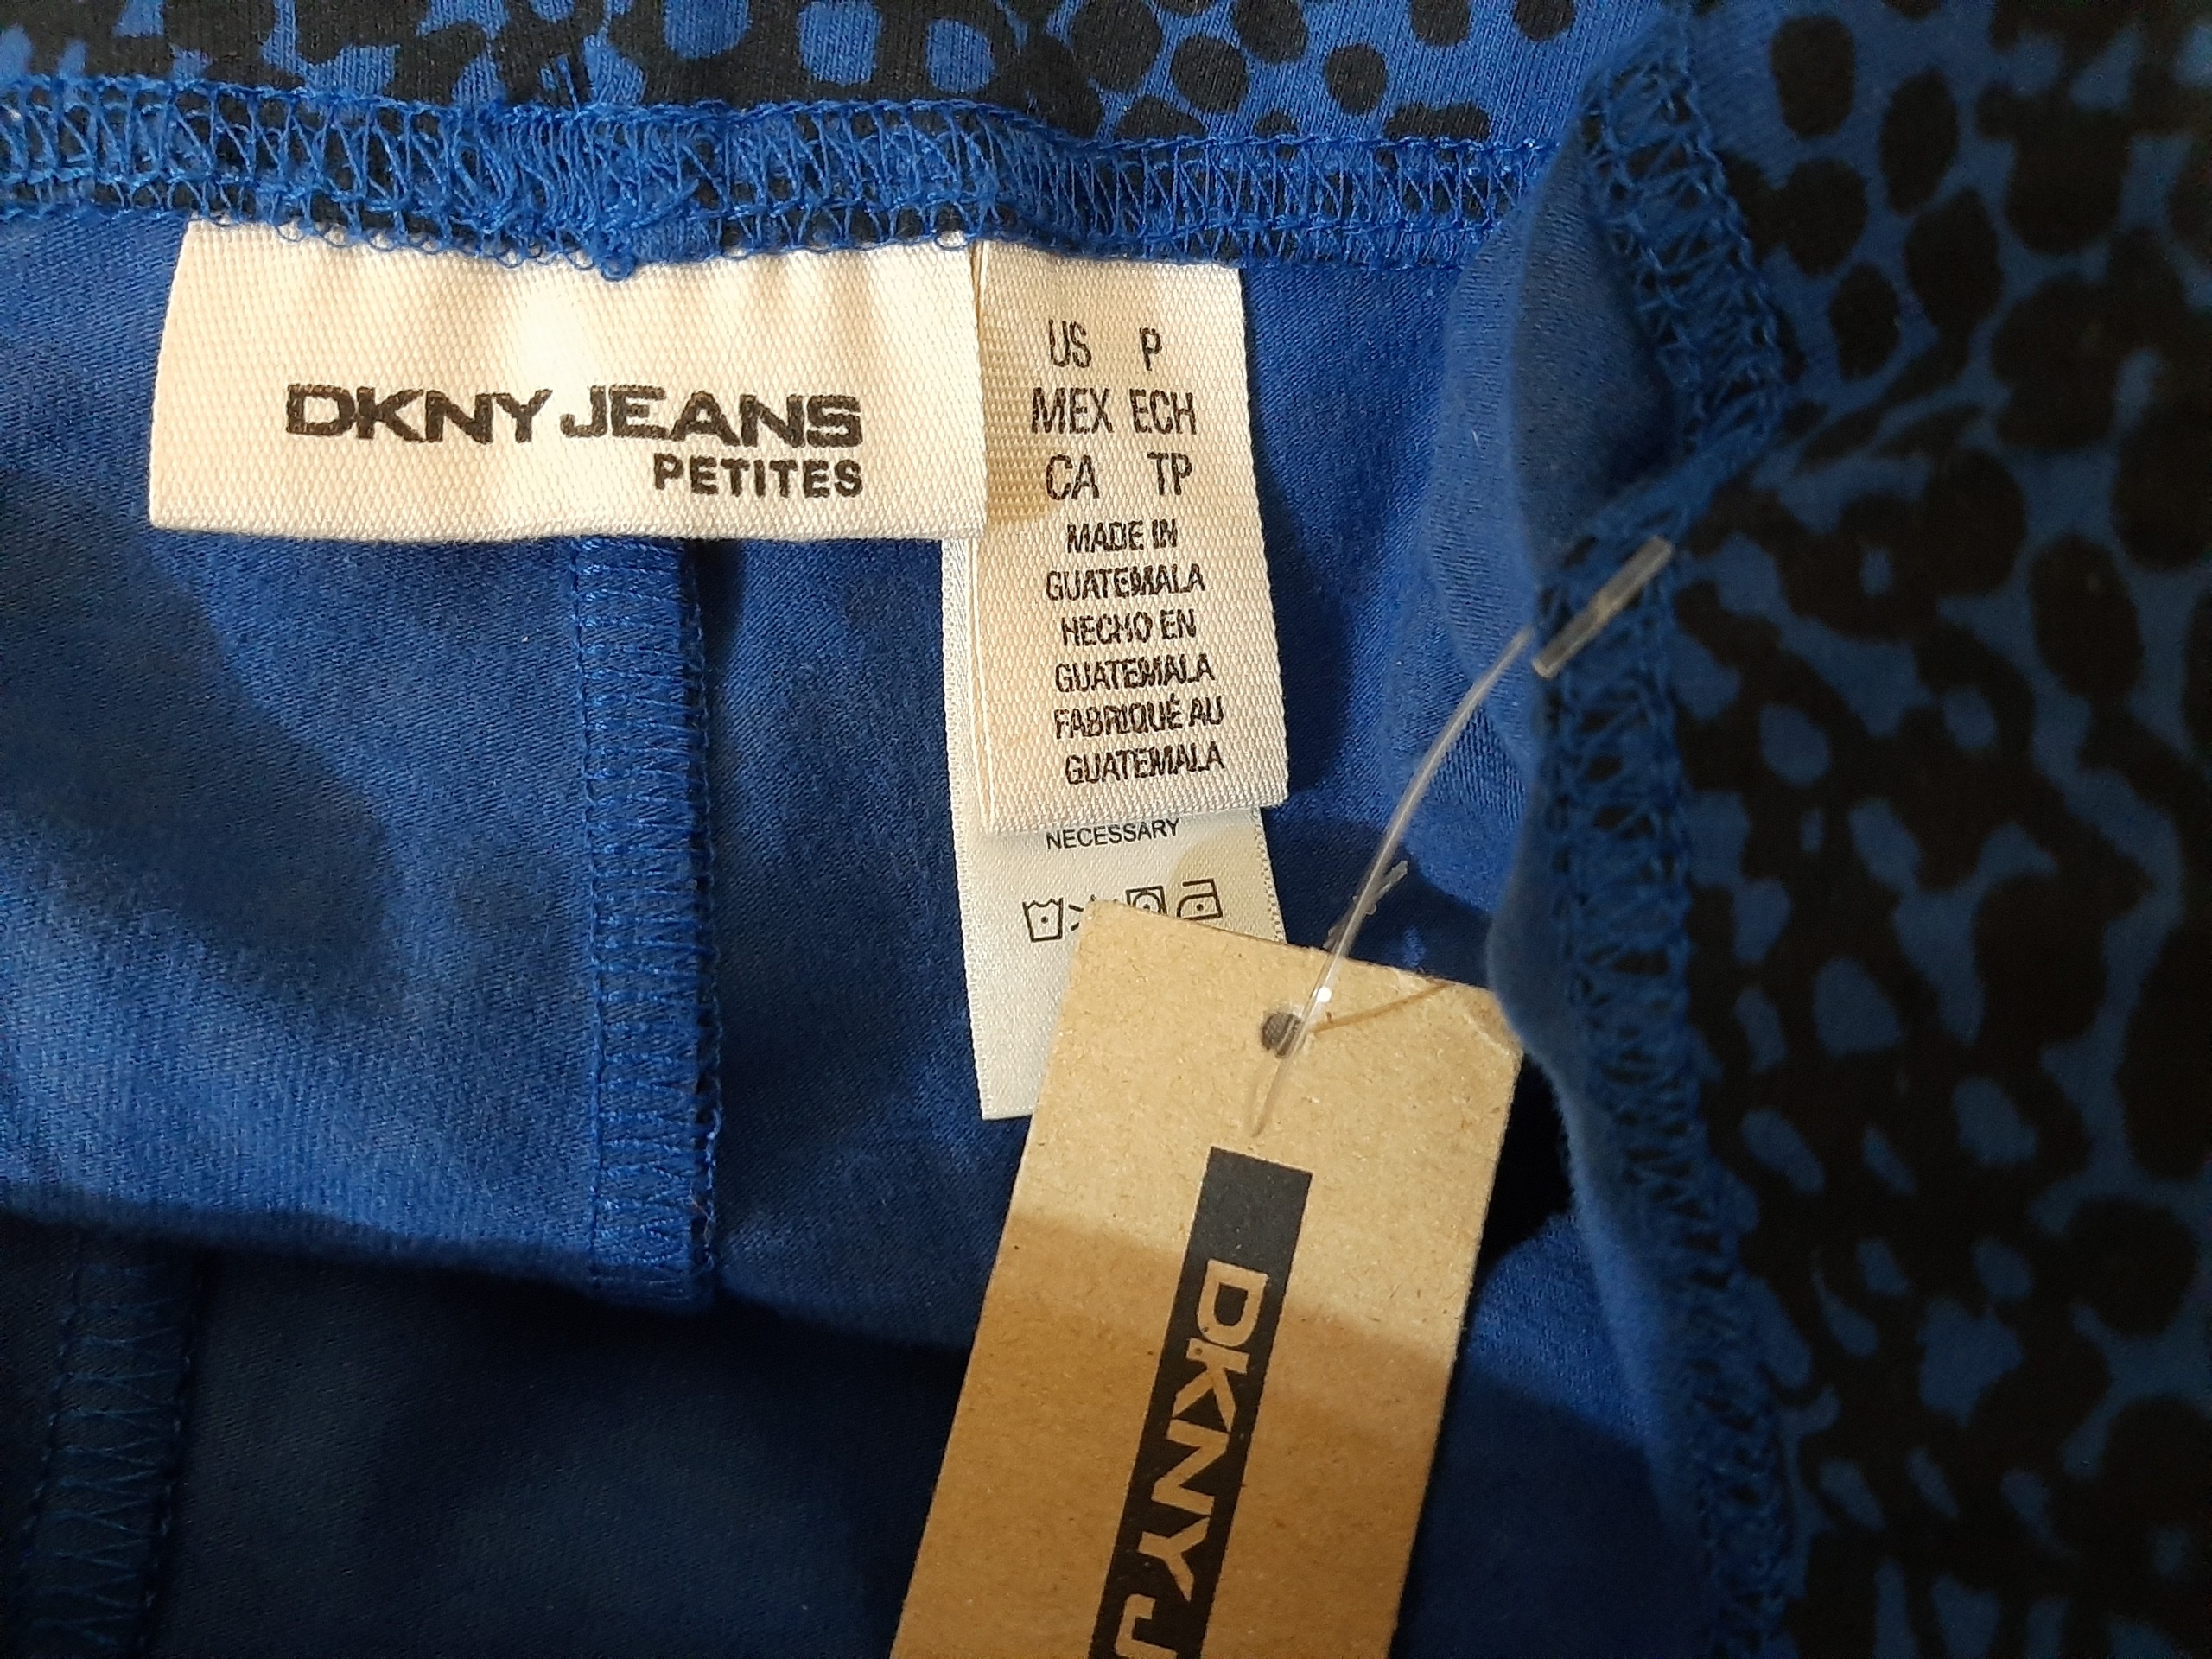 DKNY JEANS
PETITES
US P
MEX ECH
CA TP
MADE IN
GUATEMALA
HECHO EN
GUATEMALA
FABRIQUÉ AU
GUATEMALA
NECESSARY
DKNY J